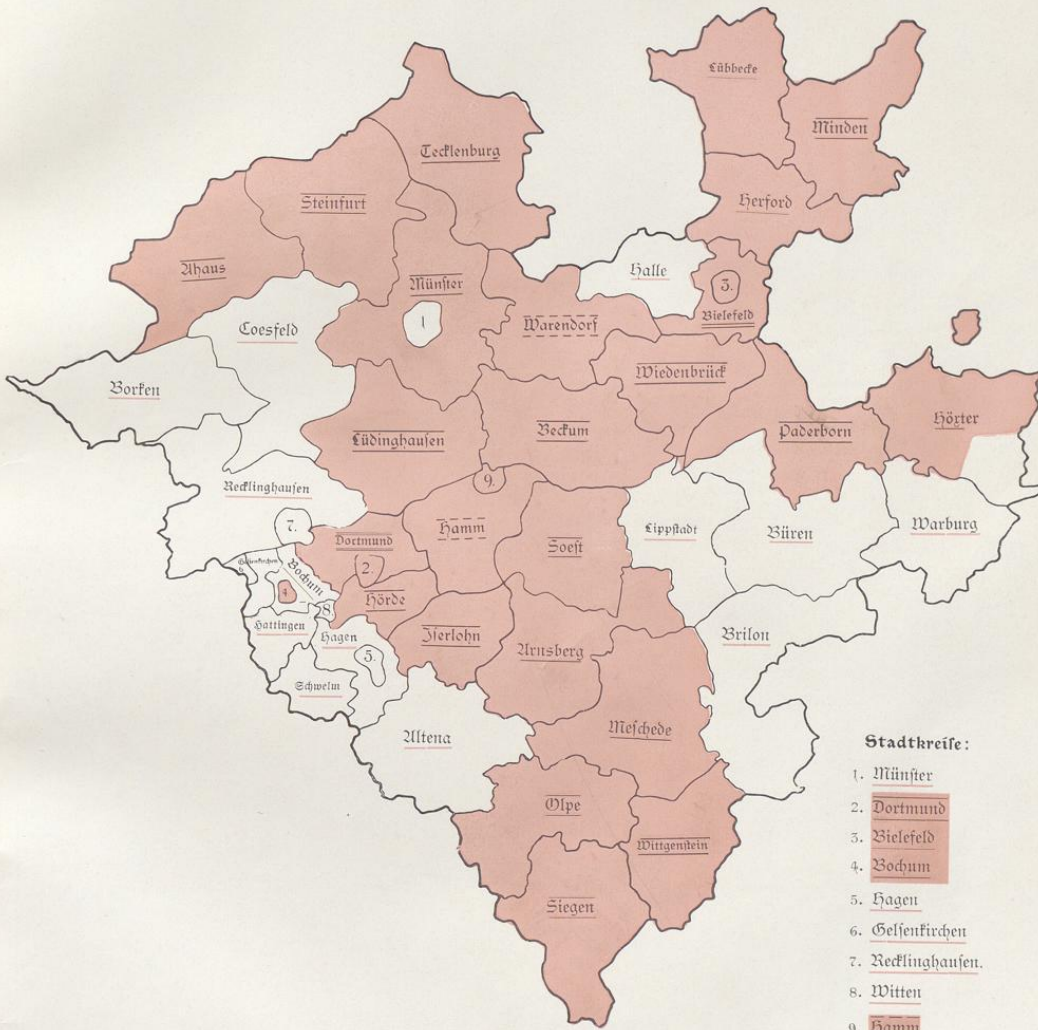 Lübbecke
Minden
Tecklenburg
Herford
Steinfurt
Ahaus
Münster
Halle
3.
Bielefeld
1
Coesfeld
Warendorf
Wiedenbrück
Borken
Lüdinghausen
Beckum
Paderborn
Höxter
Recklinghausen
9.
7.
Hamm
Lippstadt
Büren
Warburg
Dortmund
Soest
2.
Gelsenkirchen
6.
Bochum
4.
8.
Hörde
Hattingen
Hagen
5.
Iserlohn
Arnsberg
Brilon
Schwelm
Altena
Meschede
Olpe
Wittgenstein
Siegen
Stadtkreise:
1. Münster
2. Dortmund
3. Bielefeld
4. Bochum
5. Hagen
6. Gelsenkirchen
7. Recklinghausen.
8. Witten
9. Hamm